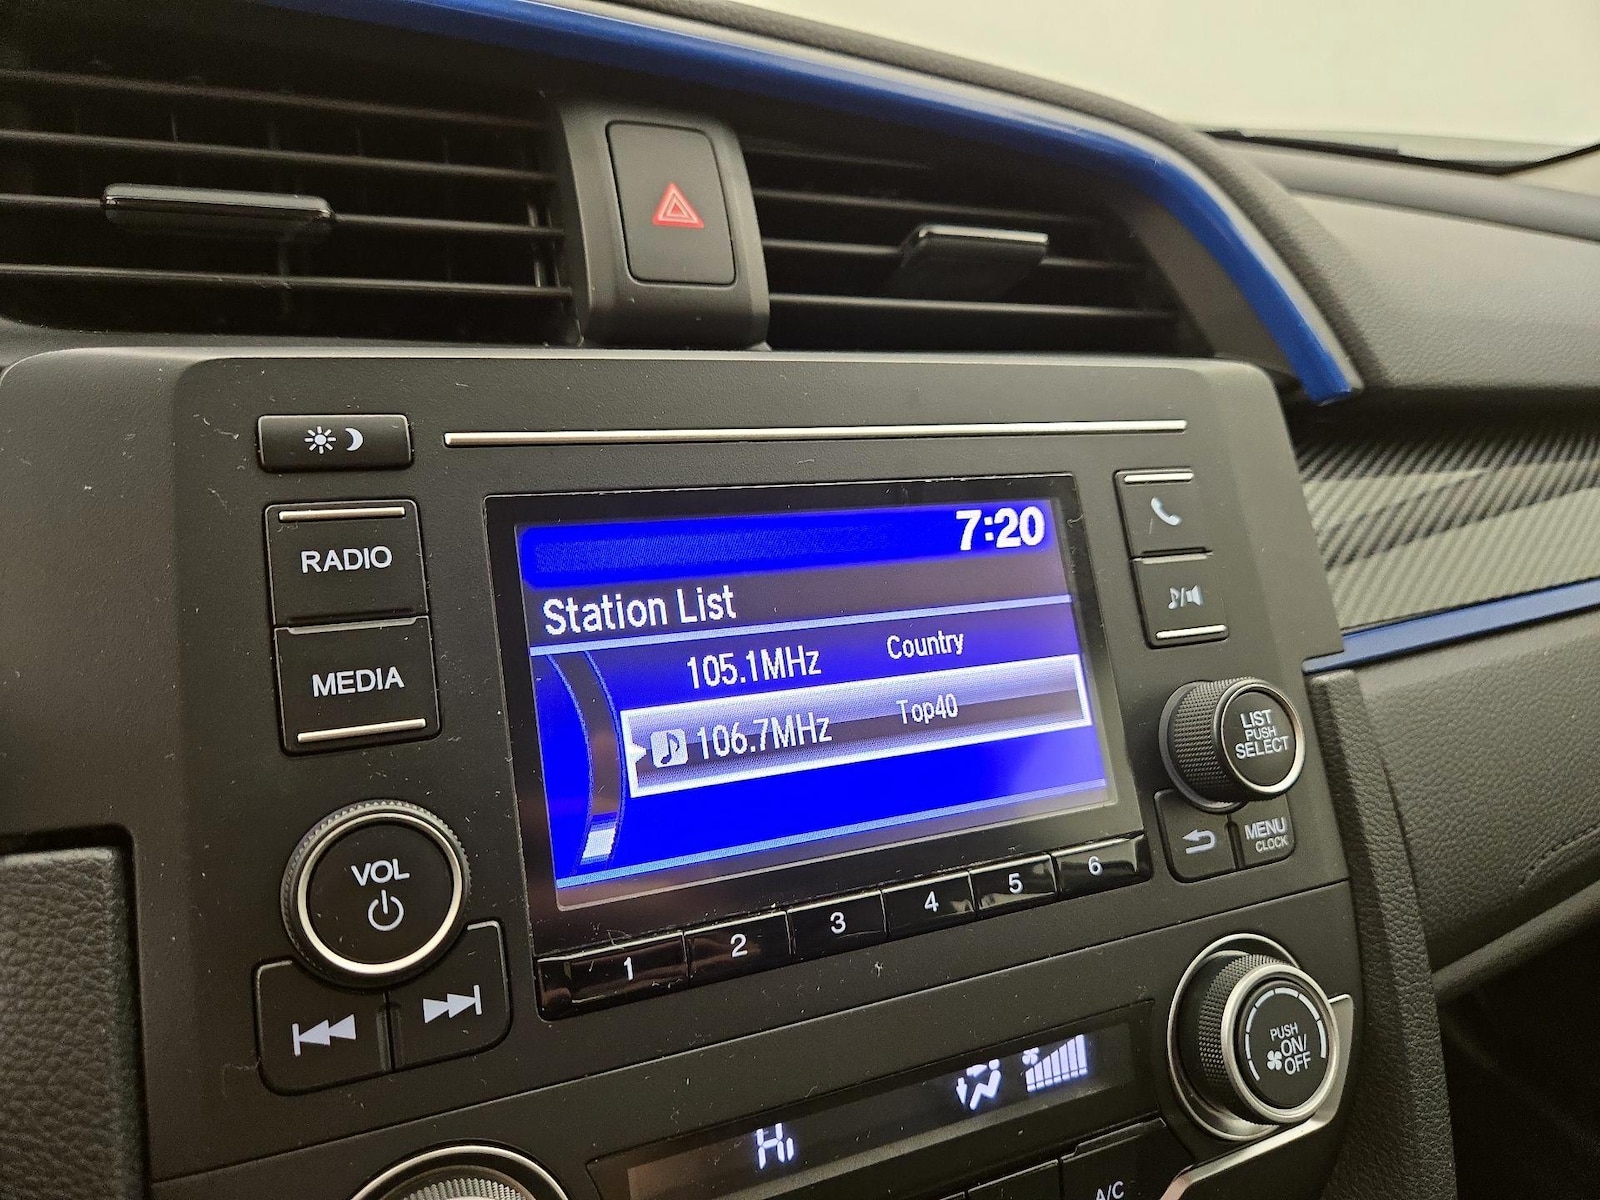 7:20
RADIO
Station List
105.1MHz Country
MEDIA
106.7MHz Top40
LIST
PUSH
SELECT
MENU
CLOCK
VOL
1 2 3 4 5 6
PUSH
ON/
OFF
Hi
A/C